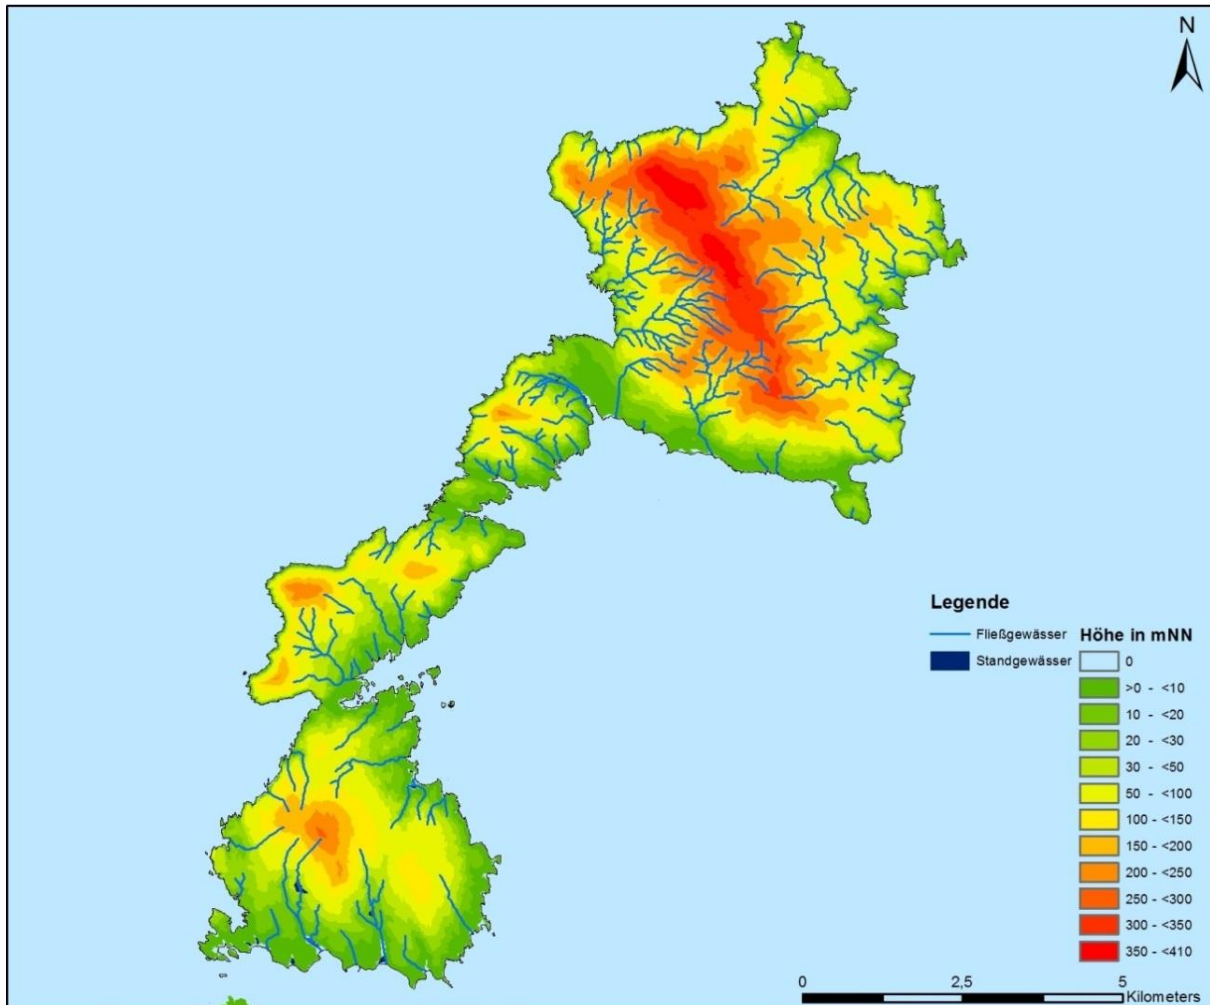 N
Legende
Fließgewässer
Standgewässer
Höhe in mNN
0
>0 - <10
10 - <20
20 - <30
30 - <50
50 - <100
100 - <150
150 - <200
200 - <250
250 - <300
300 - <350
350 - <410
0 2,5 5
Kilometers